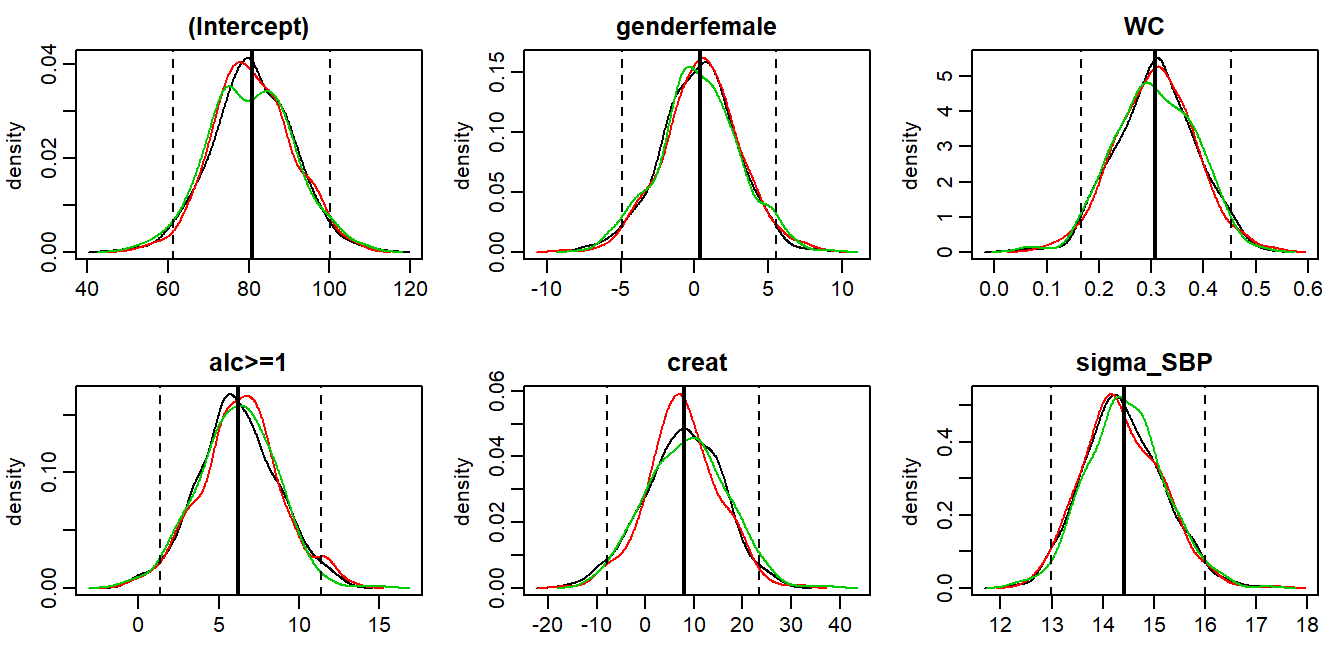 (Intercept) genderfemale WC
density 0.00 0.02 0.04 density 0.00 0.05 0.10 0.15 density 0 1 2 3 4 5
40 60 80 100 120 -10 -5 0 5 10 0.0 0.1 0.2 0.3 0.4 0.5 0.6
alc>=1 creat sigma_SBP
density 0.00 0.10 density 0.00 0.02 0.04 0.06 density 0.0 0.2 0.4
0 5 10 15 -20 -10 0 10 20 30 40 12 13 14 15 16 17 18